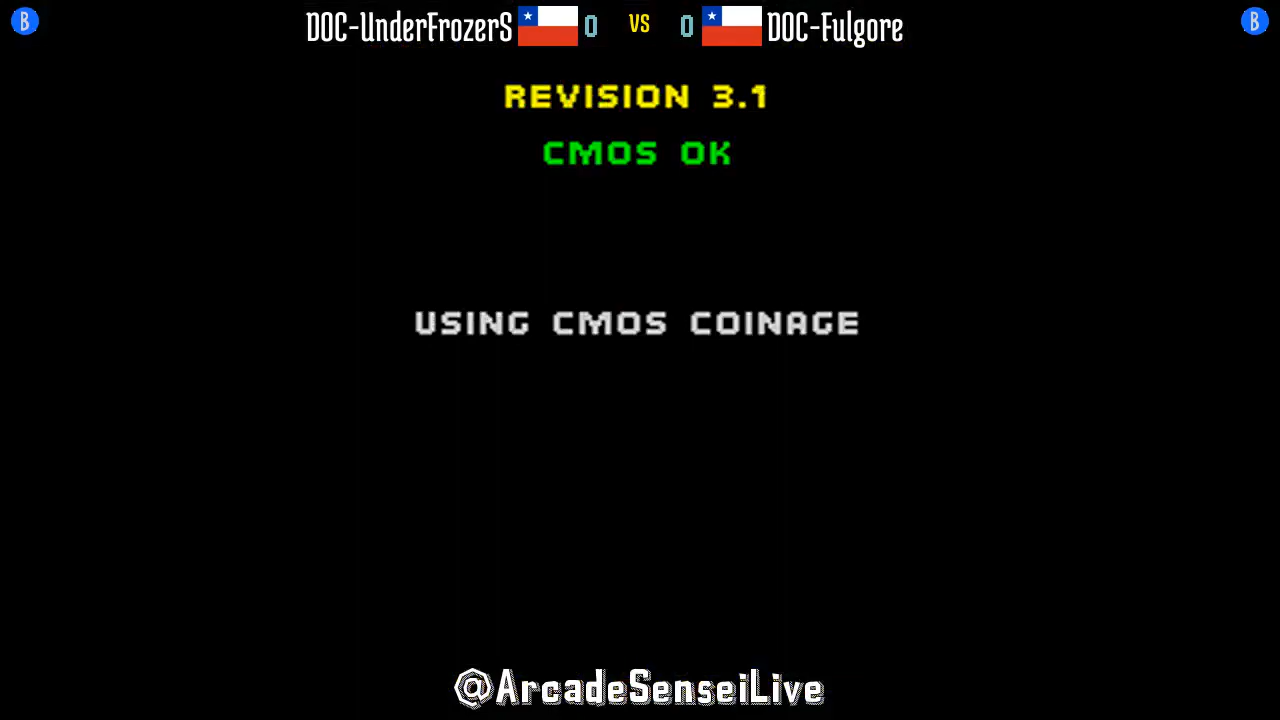 B DOC-UnderFrozerS 0 VS 0 DOC-Fulgore B
REVISION 3.1
CMOS OK
USING CMOS COINAGE
@ArcadeSenseiLive